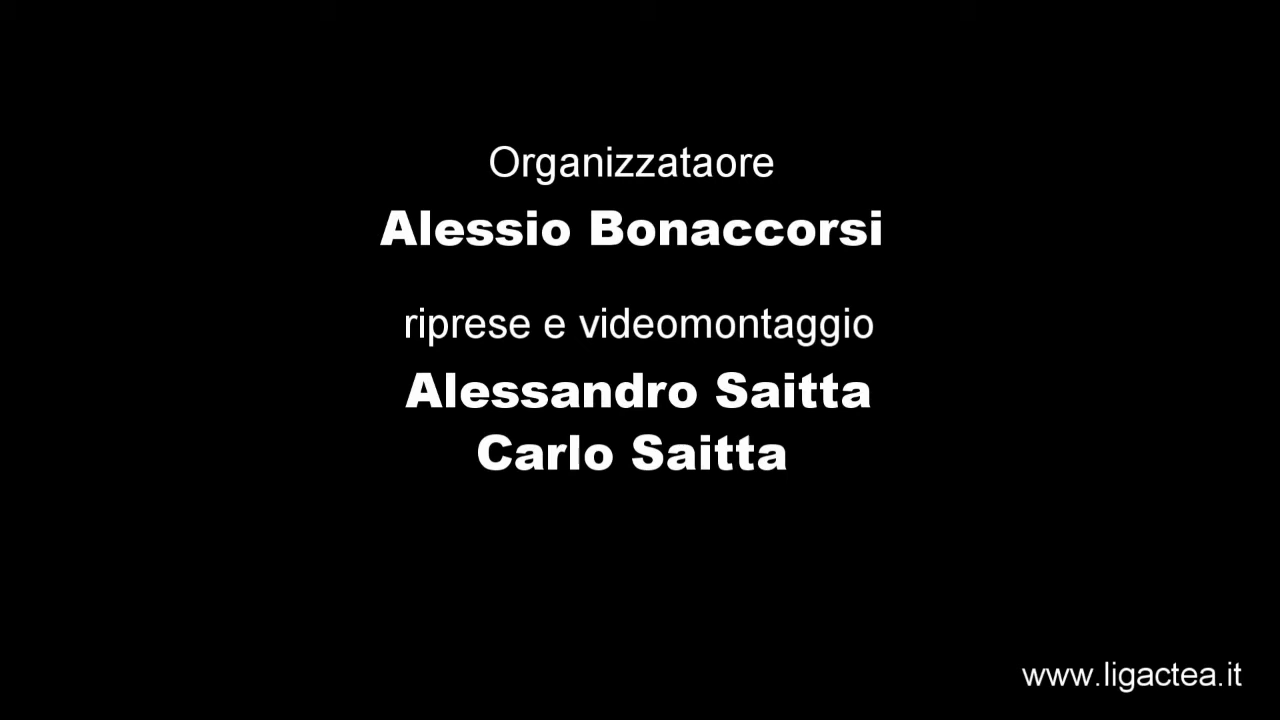 Organizzataore
Alessio Bonaccorsi
riprese e videomontaggio
Alessandro Saitta
Carlo Saitta
www.ligactea.it